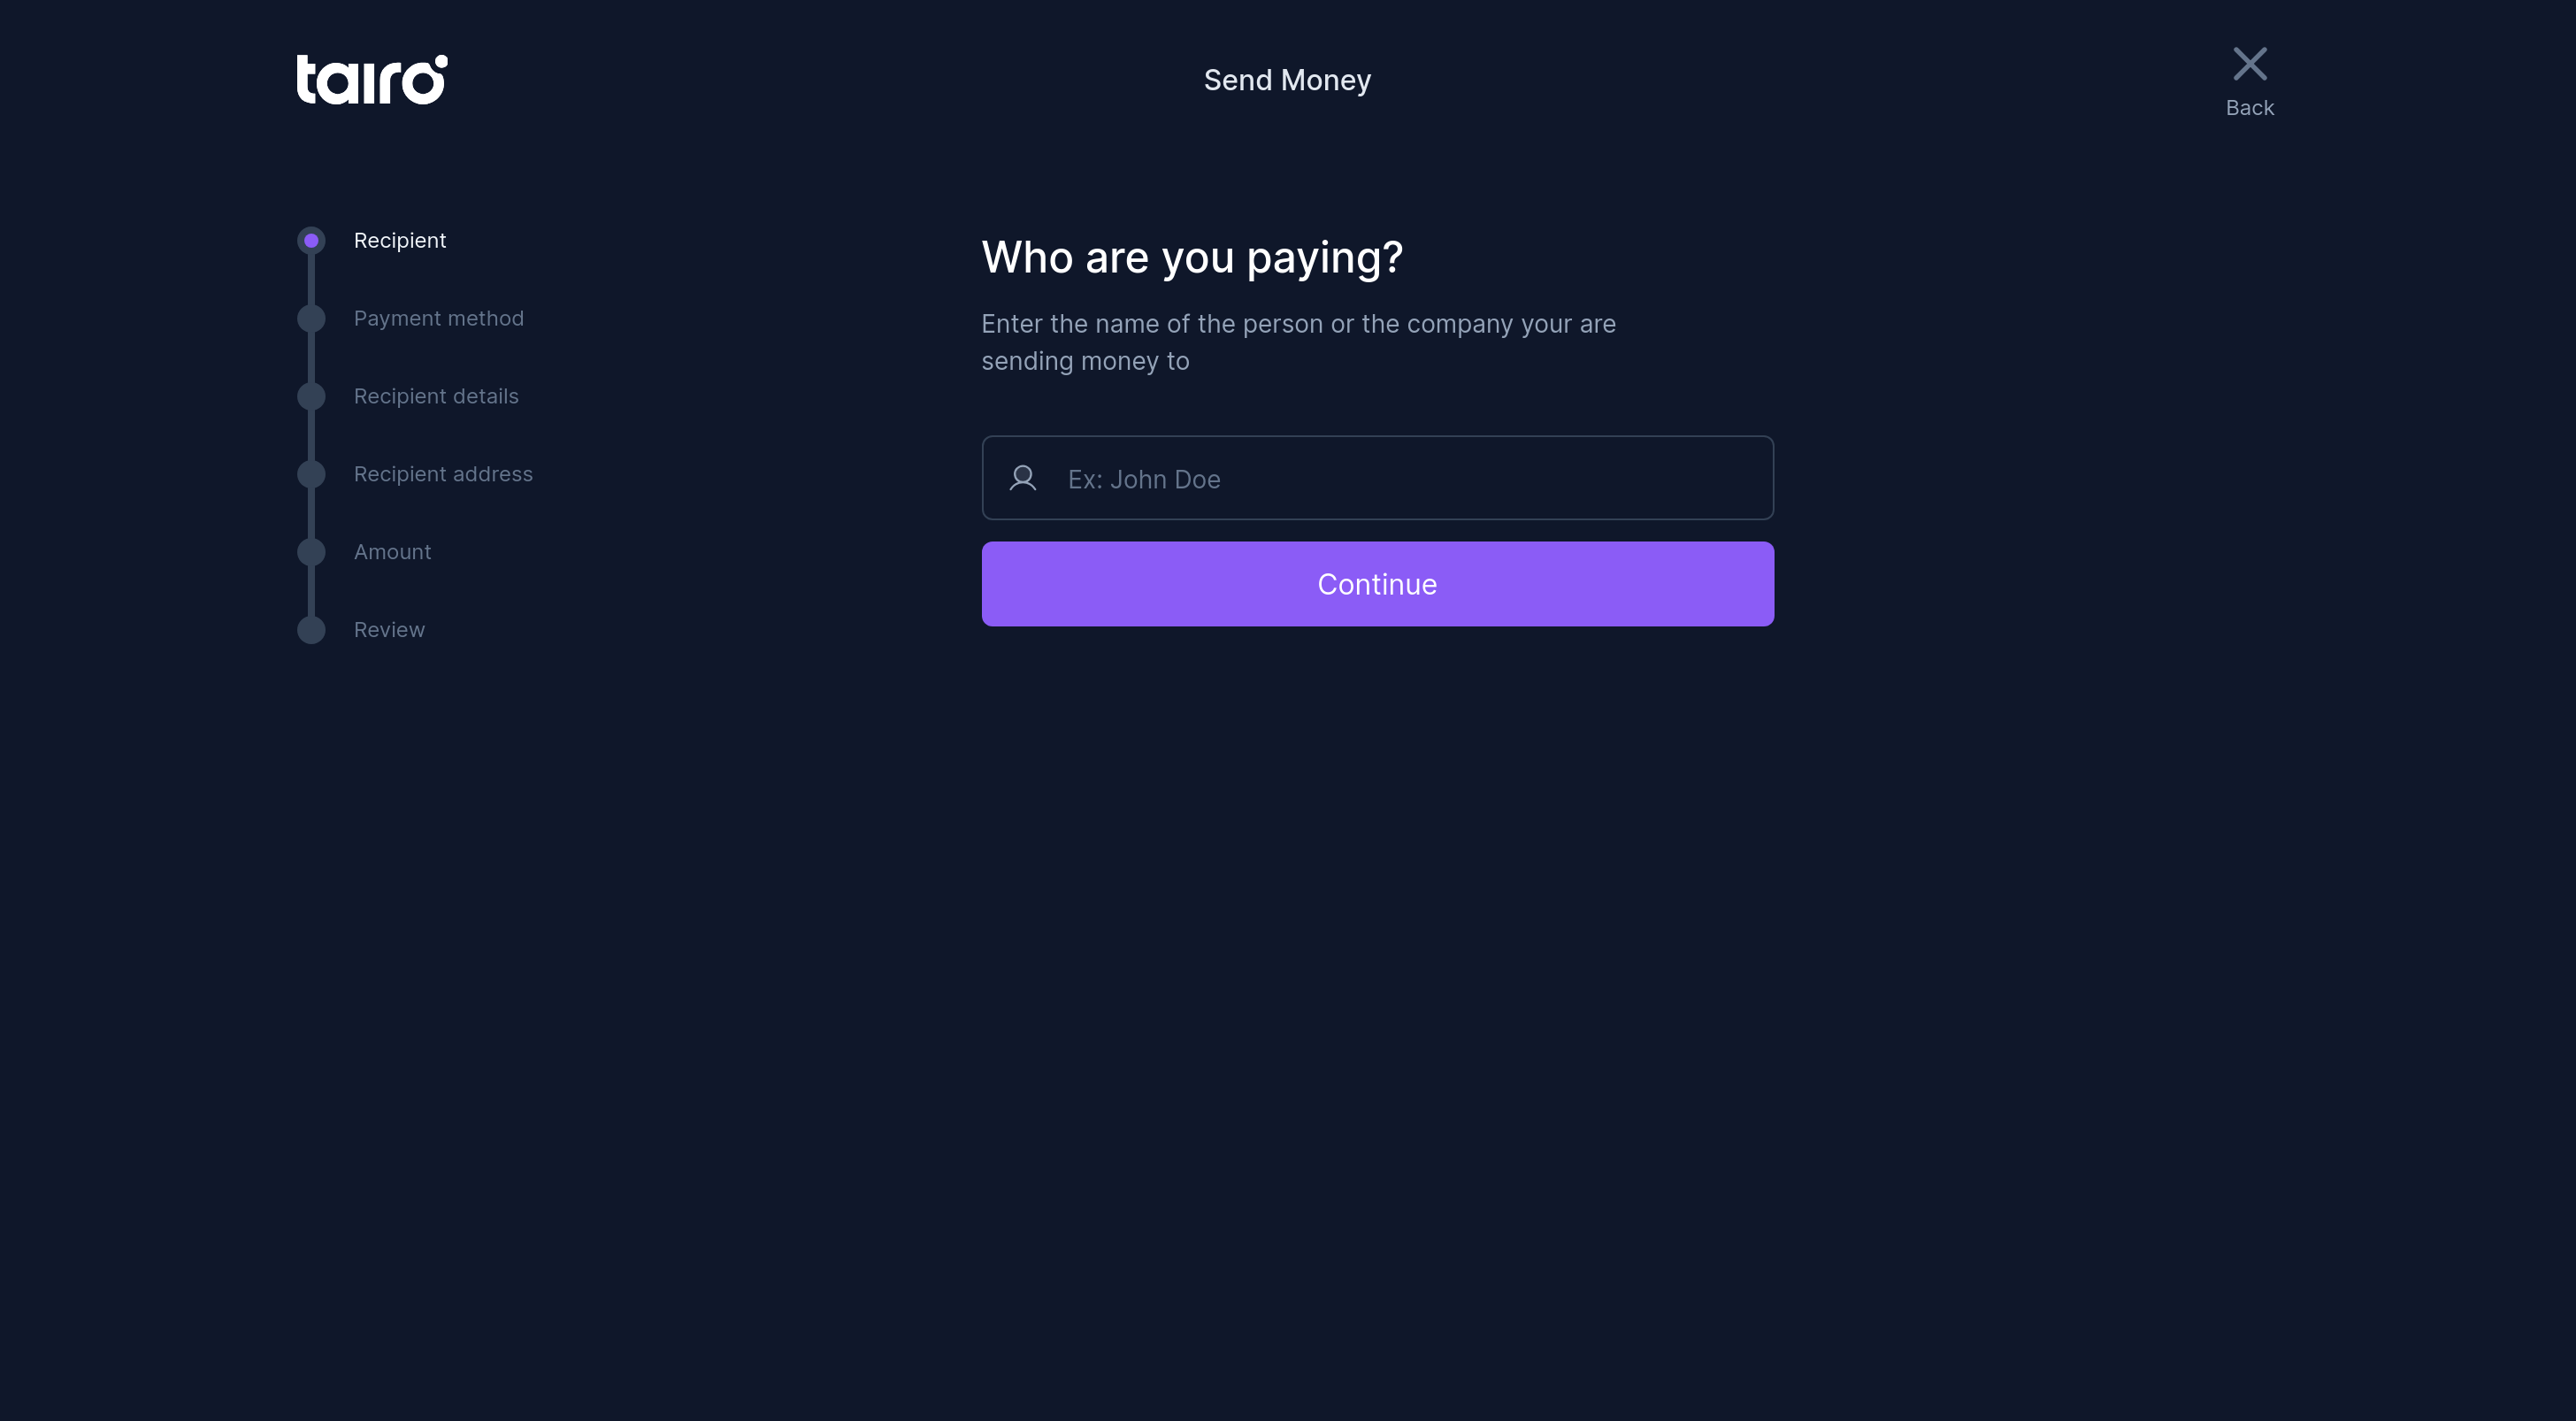 tairo
Send Money
Back
Recipient
Payment method
Recipient details
Recipient address
Amount
Review
Who are you paying?
Enter the name of the person or the company your are
sending money to
Ex: John Doe
Continue